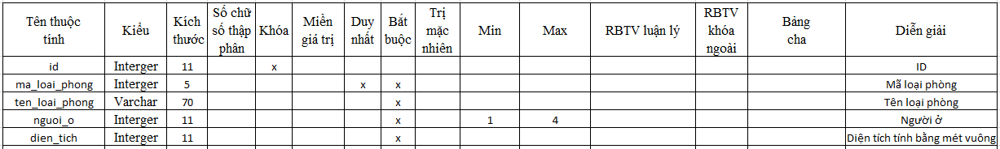 Tên thuộc tính Kiểu Kích thước Số chữ số thập phân Khóa Miền giá trị Duy nhất Bắt buộc Trị mặc nhiên Min Max RBTV luận lý RBTV khóa ngoài Bảng cha Diễn giải
id Interger 11 x ID
ma_loai_phong Interger 5 x x Mã loại phòng
ten_loai_phong Varchar 70 x Tên loại phòng
nguoi_o Interger 11 x 1 4 Người ở
dien_tich Interger 11 x Diện tích tính bằng mét vuông